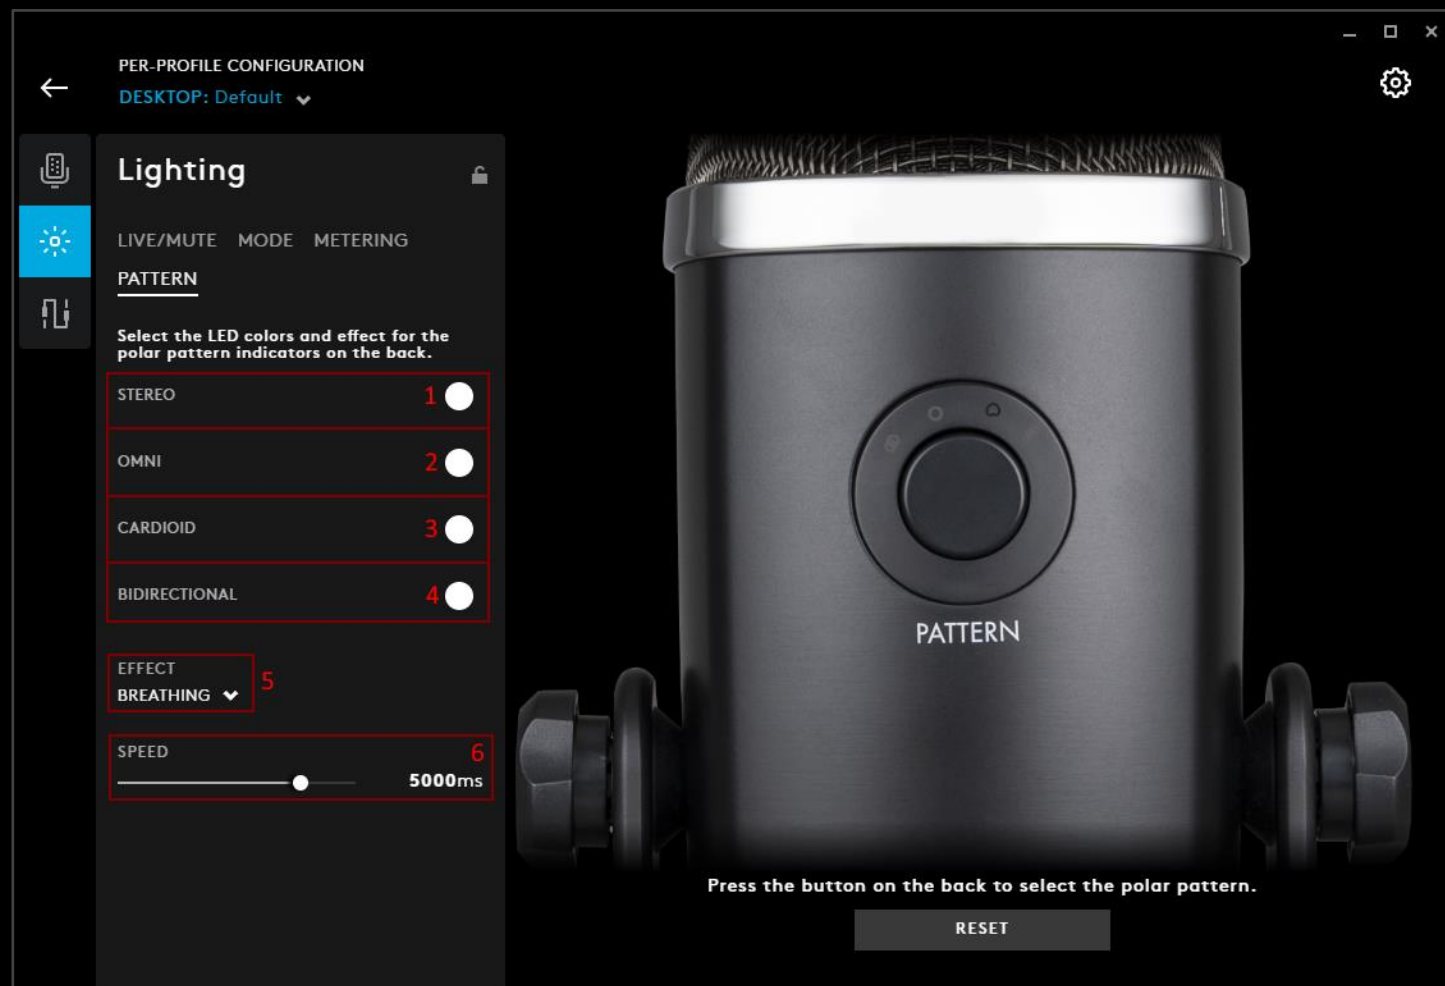 PER-PROFILE CONFIGURATION
DESKTOP: Default
Lighting
LIVE/MUTE MODE METERING
PATTERN
Select the LED colors and effect for the
polar pattern indicators on the back.
STEREO 1
OMNI 2
CARDIOID 3
BIDIRECTIONAL 4
EFFECT
BREATHING 5
SPEED 6
5000ms
PATTERN
Press the button on the back to select the polar pattern.
RESET